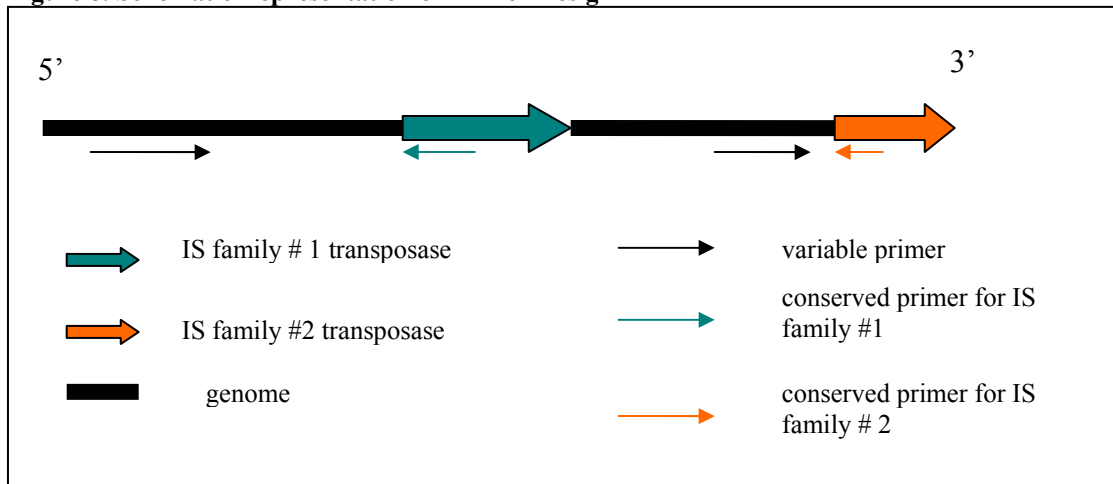 5’
3’
IS family # 1 transposase
IS family #2 transposase
genome
variable primer
conserved primer for IS
family #1
conserved primer for IS
family # 2